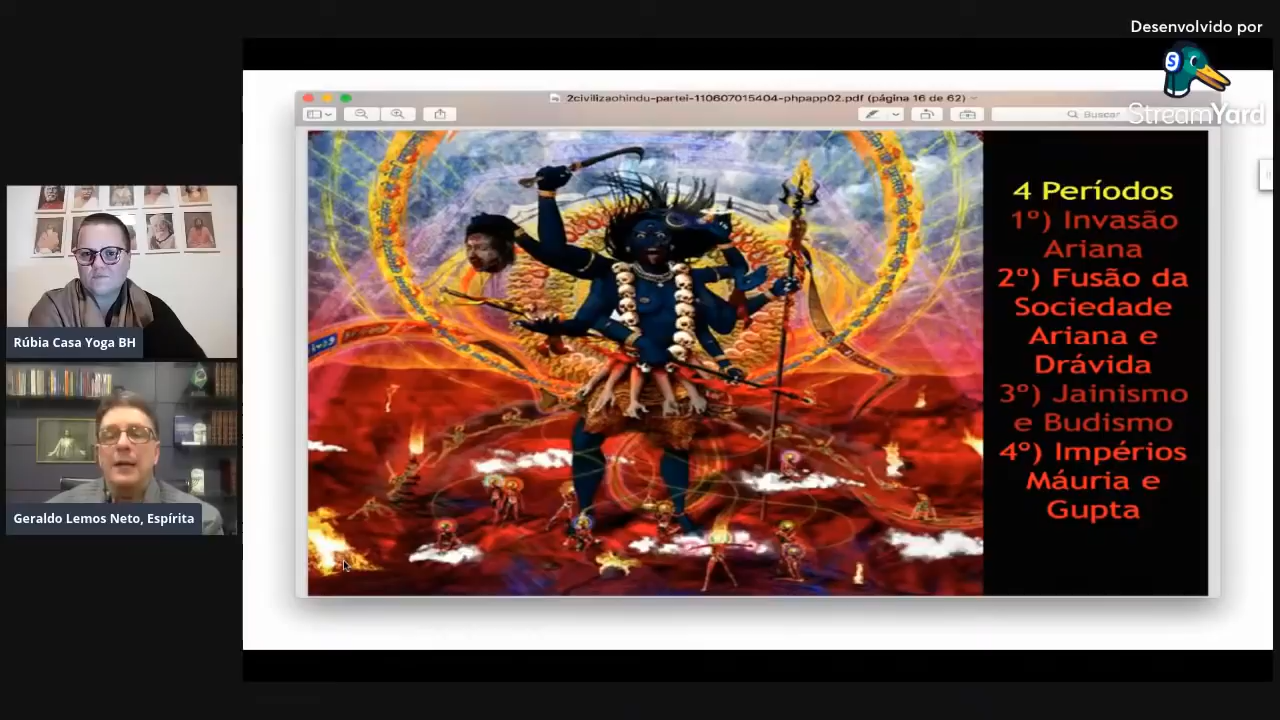 Desenvolvido por
S
StreamYard
2civilizaohindu-partei-110607015404-phpapp02.pdf (página 16 de 62)
Buscar
4 Períodos
1º) Invasão
Ariana
2º) Fusão da
Sociedade
Ariana e
Drávida
3º) Jainismo
e Budismo
4º) Impérios
Máuria e
Gupta
Rúbia Casa Yoga BH
Geraldo Lemos Neto, Espírita